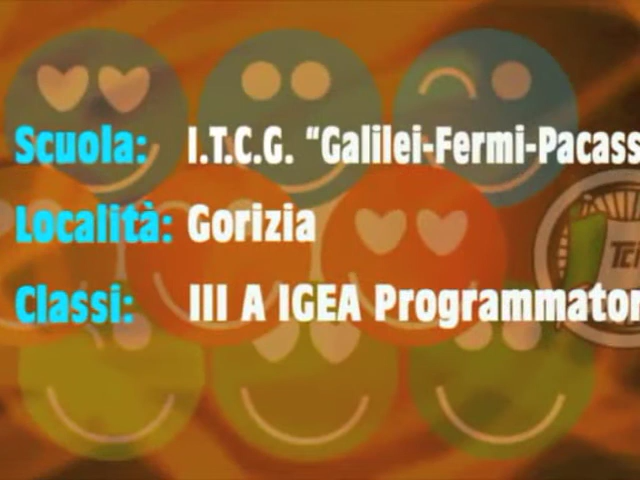 Scuola: I.T.C.G. “Galilei-Fermi-Pacass
Località: Gorizia
Classi: III A IGEA Programmator